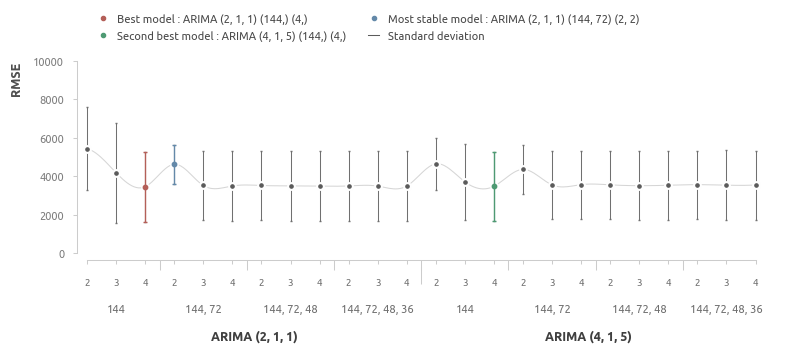 Best model : ARIMA (2, 1, 1) (144,) (4,)
Most stable model : ARIMA (2, 1, 1) (144, 72) (2, 2)
Second best model : ARIMA (4, 1, 5) (144,) (4,)
Standard deviation
RMSE
10000
8000
6000
4000
2000
0
2 3 4 2 3 4 2 3 4 2 3 4 2 3 4 2 3 4 2 3 4 2 3 4
144 144, 72 144, 72, 48 144, 72, 48, 36 144 144, 72 144, 72, 48 144, 72, 48, 36
ARIMA (2, 1, 1) ARIMA (4, 1, 5)